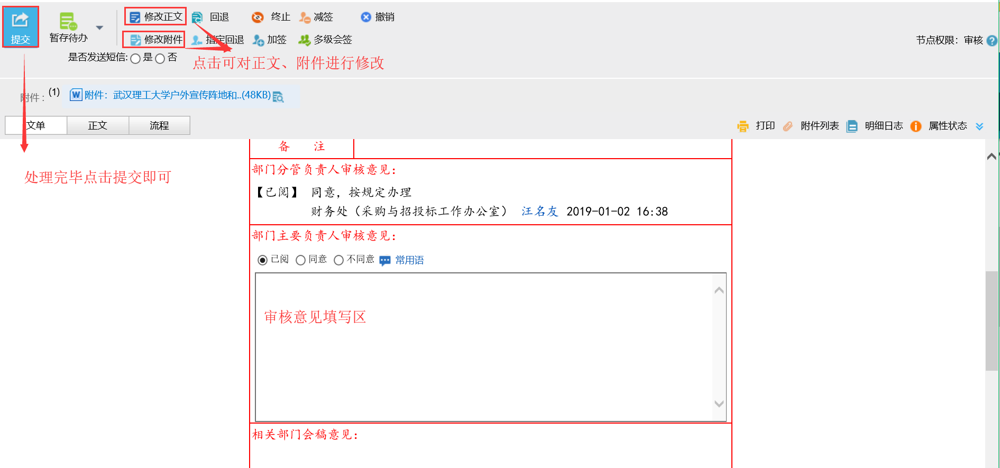 修改正文 回退 终止 减签 撤销
提交 暂存待办 修改附件 指定回退 加签 多级会签
节点权限：审核
是否发送短信: 是 否
点击可对正文、附件进行修改
附件： (1) 附件：武汉理工大学户外宣传阵地和..(48KB)
文单 正文 流程
打印 附件列表 明细日志 属性状态
备 注
处理完毕点击提交即可
部门分管负责人审核意见：
【已阅】 同意，按规定办理
财务处（采购与招投标工作办公室） 汪名友 2019-01-02 16:38
部门主要负责人审核意见：
已阅 同意 不同意 常用语
审核意见填写区
相关部门会稿意见：